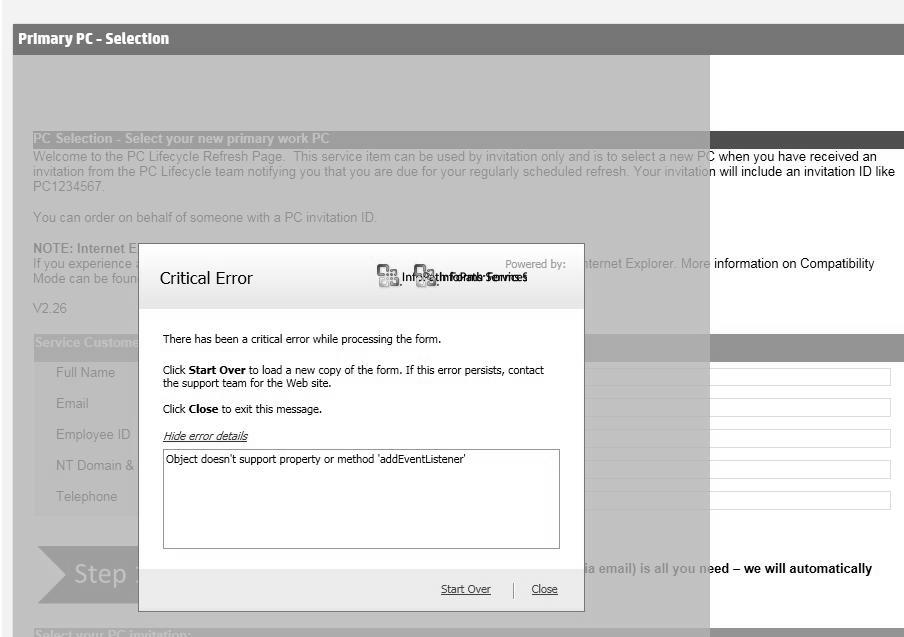 Primary PC - Selection
PC Selection - Select your new primary work PC
Welcome to the PC Lifecycle Refresh Page. This service item can be used by invitation only and is to select a new PC when you have received an
invitation from the PC Lifecycle team notifying you that you are due for your regularly scheduled refresh. Your invitation will include an invitation ID like
PC1234567.
You can order on behalf of someone with a PC invitation ID.
NOTE: Internet E
If you experience nternet Explorer. More information on Compatibility
Mode can be foun
V2.26
Critical Error
Powered by:
InfoPath Forms Services
There has been a critical error while processing the form.
Click Start Over to load a new copy of the form. If this error persists, contact
the support team for the Web site.
Click Close to exit this message.
Hide error details
Object doesn't support property or method 'addEventListener'
Start Over
Close
Service Custome
Full Name
Email
Employee ID
NT Domain &
Telephone
Step
ia email) is all you need – we will automatically
Select your PC invitation: